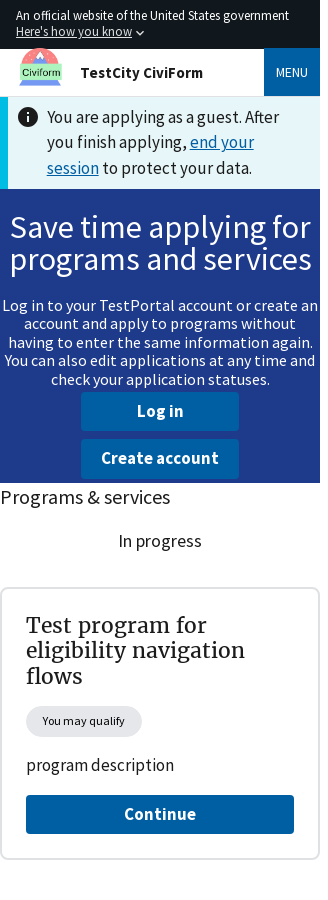 An official website of the United States government
Here's how you know
Civiform
TestCity CiviForm
MENU
You are applying as a guest. After
you finish applying, end your
session to protect your data.
Save time applying for
programs and services
Log in to your TestPortal account or create an
account and apply to programs without
having to enter the same information again.
You can also edit applications at any time and
check your application statuses.
Log in
Create account
Programs & services
In progress
Test program for
eligibility navigation
flows
You may qualify
program description
Continue